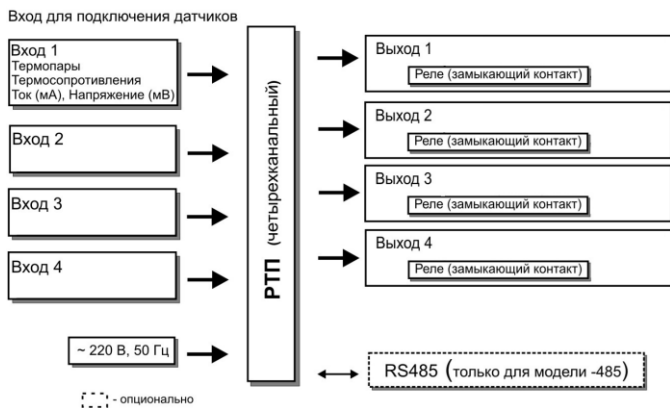 Вход для подключения датчиков
Вход 1
Термопары
Термосопротивления
Ток (мА), Напряжение (мВ)
Вход 2
Вход 3
Вход 4
~ 220 В, 50 Гц
- опционально
РТП (четырехканальный)
Выход 1
Реле (замыкающий контакт)
Выход 2
Реле (замыкающий контакт)
Выход 3
Реле (замыкающий контакт)
Выход 4
Реле (замыкающий контакт)
RS485 (только для модели -485)